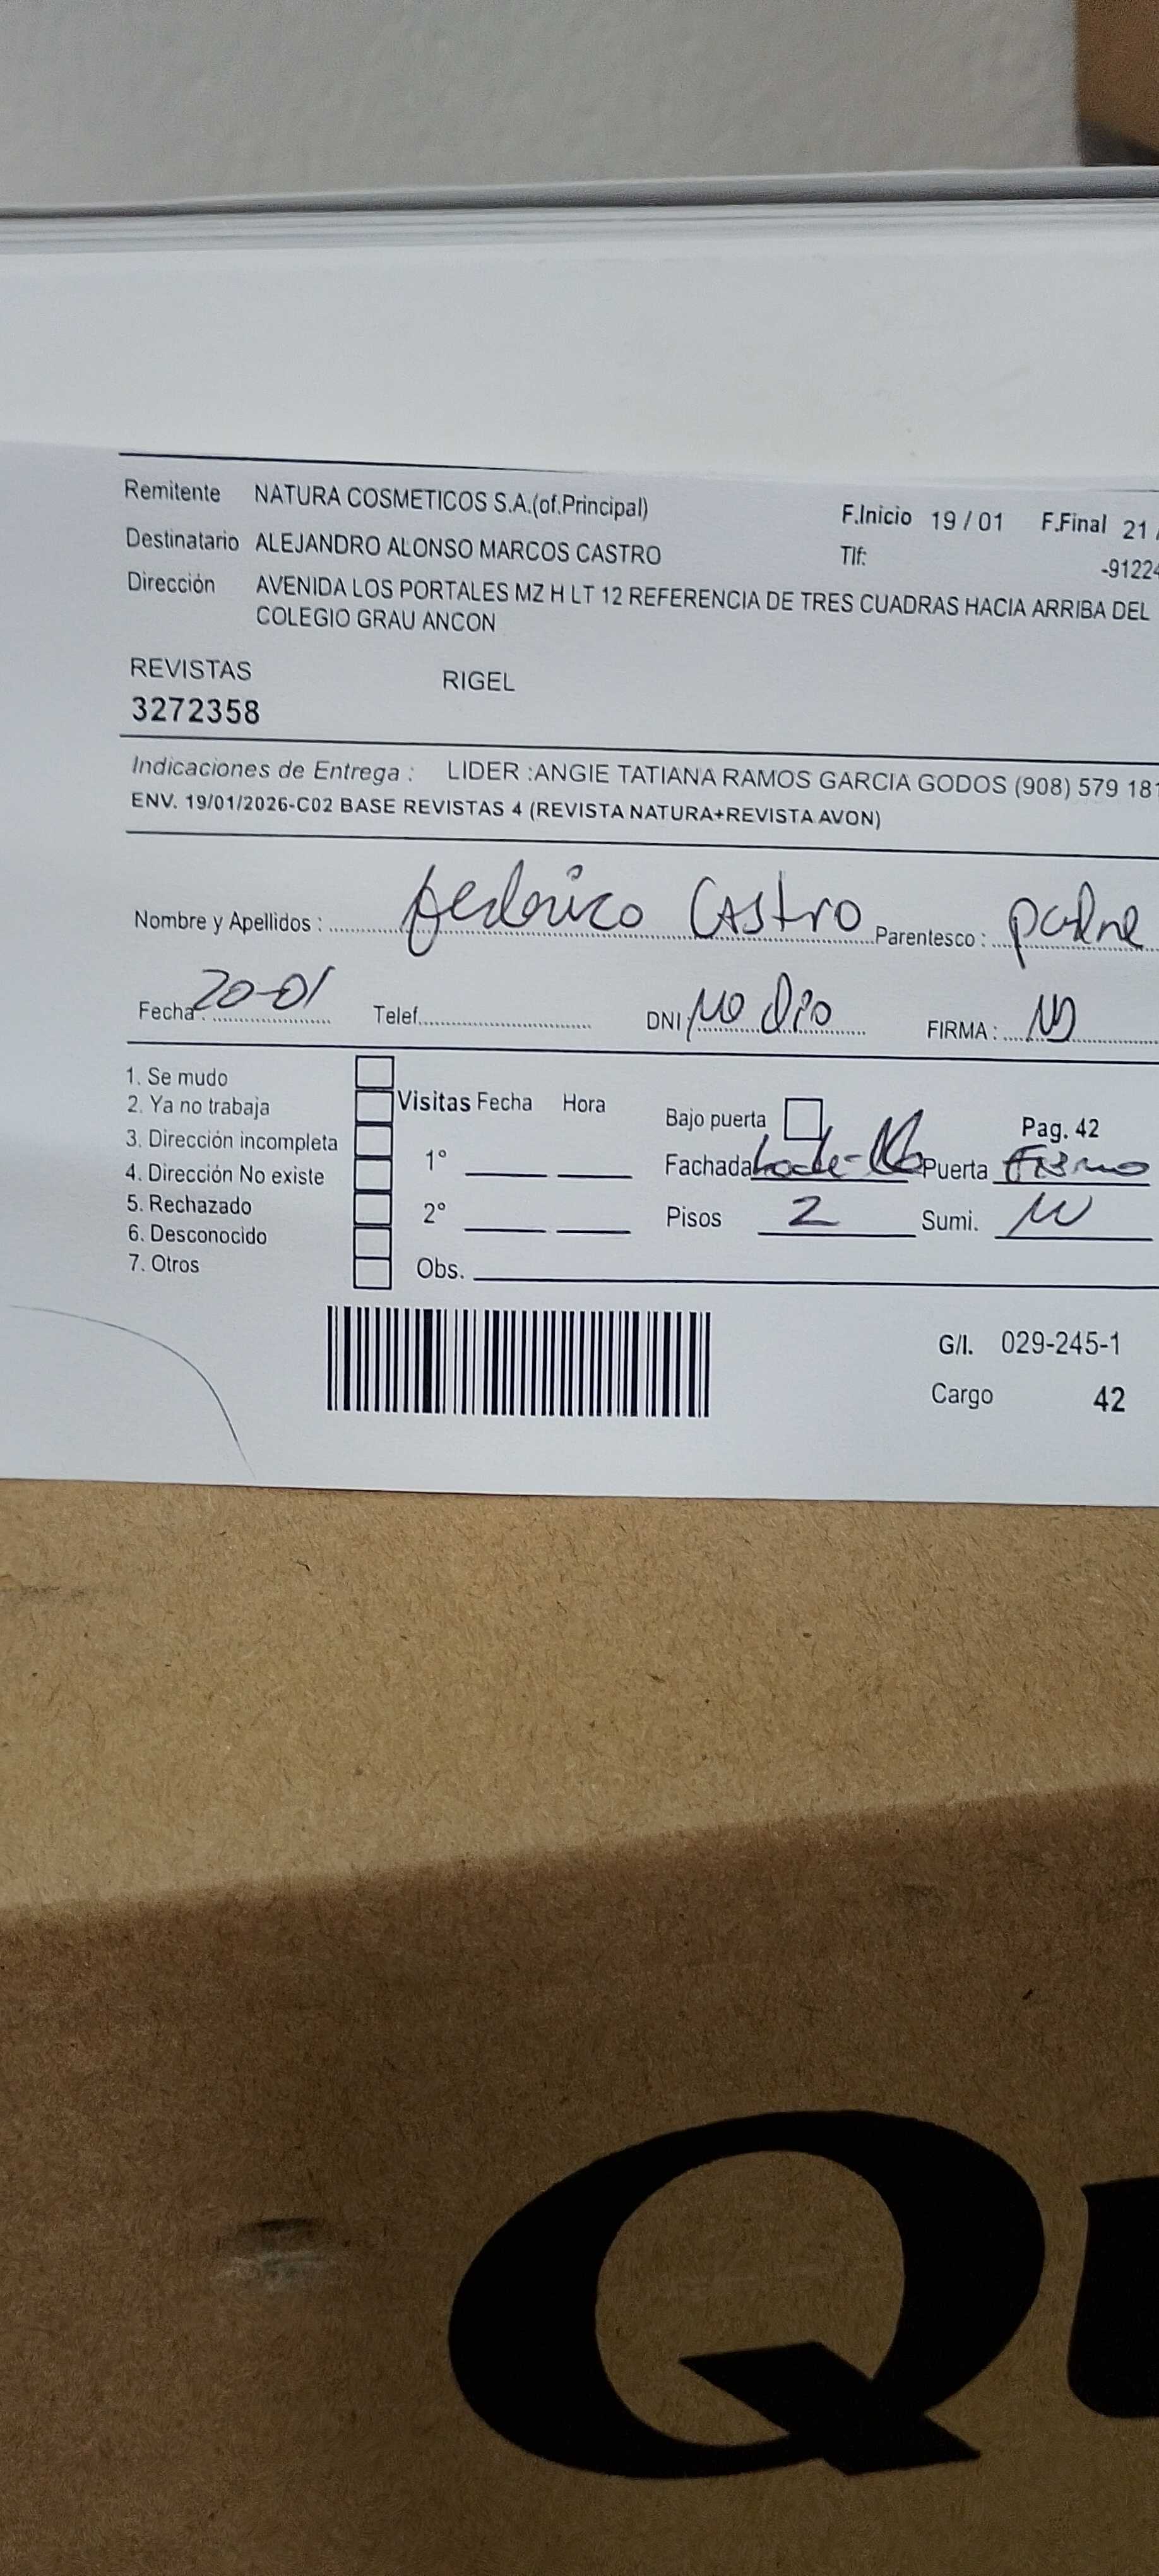 Remitente NATURA COSMETICOS S.A.(of.Principal) F.Inicio 19 / 01 F.Final 21 /
Destinatario ALEJANDRO ALONSO MARCOS CASTRO Tlf: -91224
Dirección AVENIDA LOS PORTALES MZ H LT 12 REFERENCIA DE TRES CUADRAS HACIA ARRIBA DEL
COLEGIO GRAU ANCON
REVISTAS RIGEL
3272358
Indicaciones de Entrega : LIDER :ANGIE TATIANA RAMOS GARCIA GODOS (908) 579 181
ENV. 19/01/2026-C02 BASE REVISTAS 4 (REVISTA NATURA+REVISTA AVON)
Nombre y Apellidos : federico Castro Parentesco : padre
Fecha : 20-01 Telef. DNI NO dio FIRMA :
1. Se mudo
2. Ya no trabaja
3. Dirección incompleta
4. Dirección No existe
5. Rechazado
6. Desconocido
7. Otros
Visitas Fecha Hora
1°
2°
Obs.
Bajo puerta Pag. 42
Fachada Puerta
Pisos 2 Sumi.
G/I. 029-245-1
Cargo 42
Qu